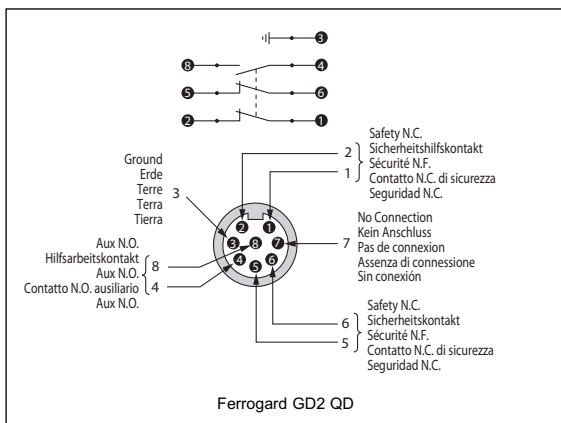 3
8 4
5 6
2 1
Safety N.C.
Sicherheitshilfskontakt
Sécurité N.F.
Contatto N.C. di sicurezza
Seguridad N.C.
2
1
Ground
Erde
Terre
Terra
Tierra
3
No Connection
Kein Anschluss
Pas de connexion
Assenza di connessione
Sin conexión
7
Aux N.O.
Hilfsarbeitskontakt
Aux N.O.
Contatto N.O. ausiliario
Aux N.O.
8
4
2 1
3 8 7
4 5 6
Safety N.C.
Sicherheitskontakt
Sécurité N.F.
Contatto N.C. di sicurezza
Seguridad N.C.
6
5
Ferrogard GD2 QD